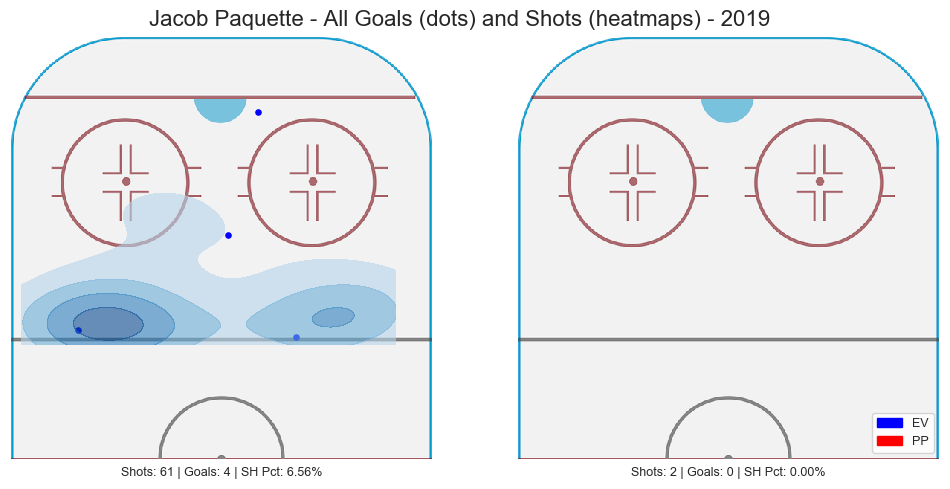 Jacob Paquette - All Goals (dots) and Shots (heatmaps) - 2019
EV
PP
Shots: 61 | Goals: 4 | SH Pct: 6.56%
Shots: 2 | Goals: 0 | SH Pct: 0.00%